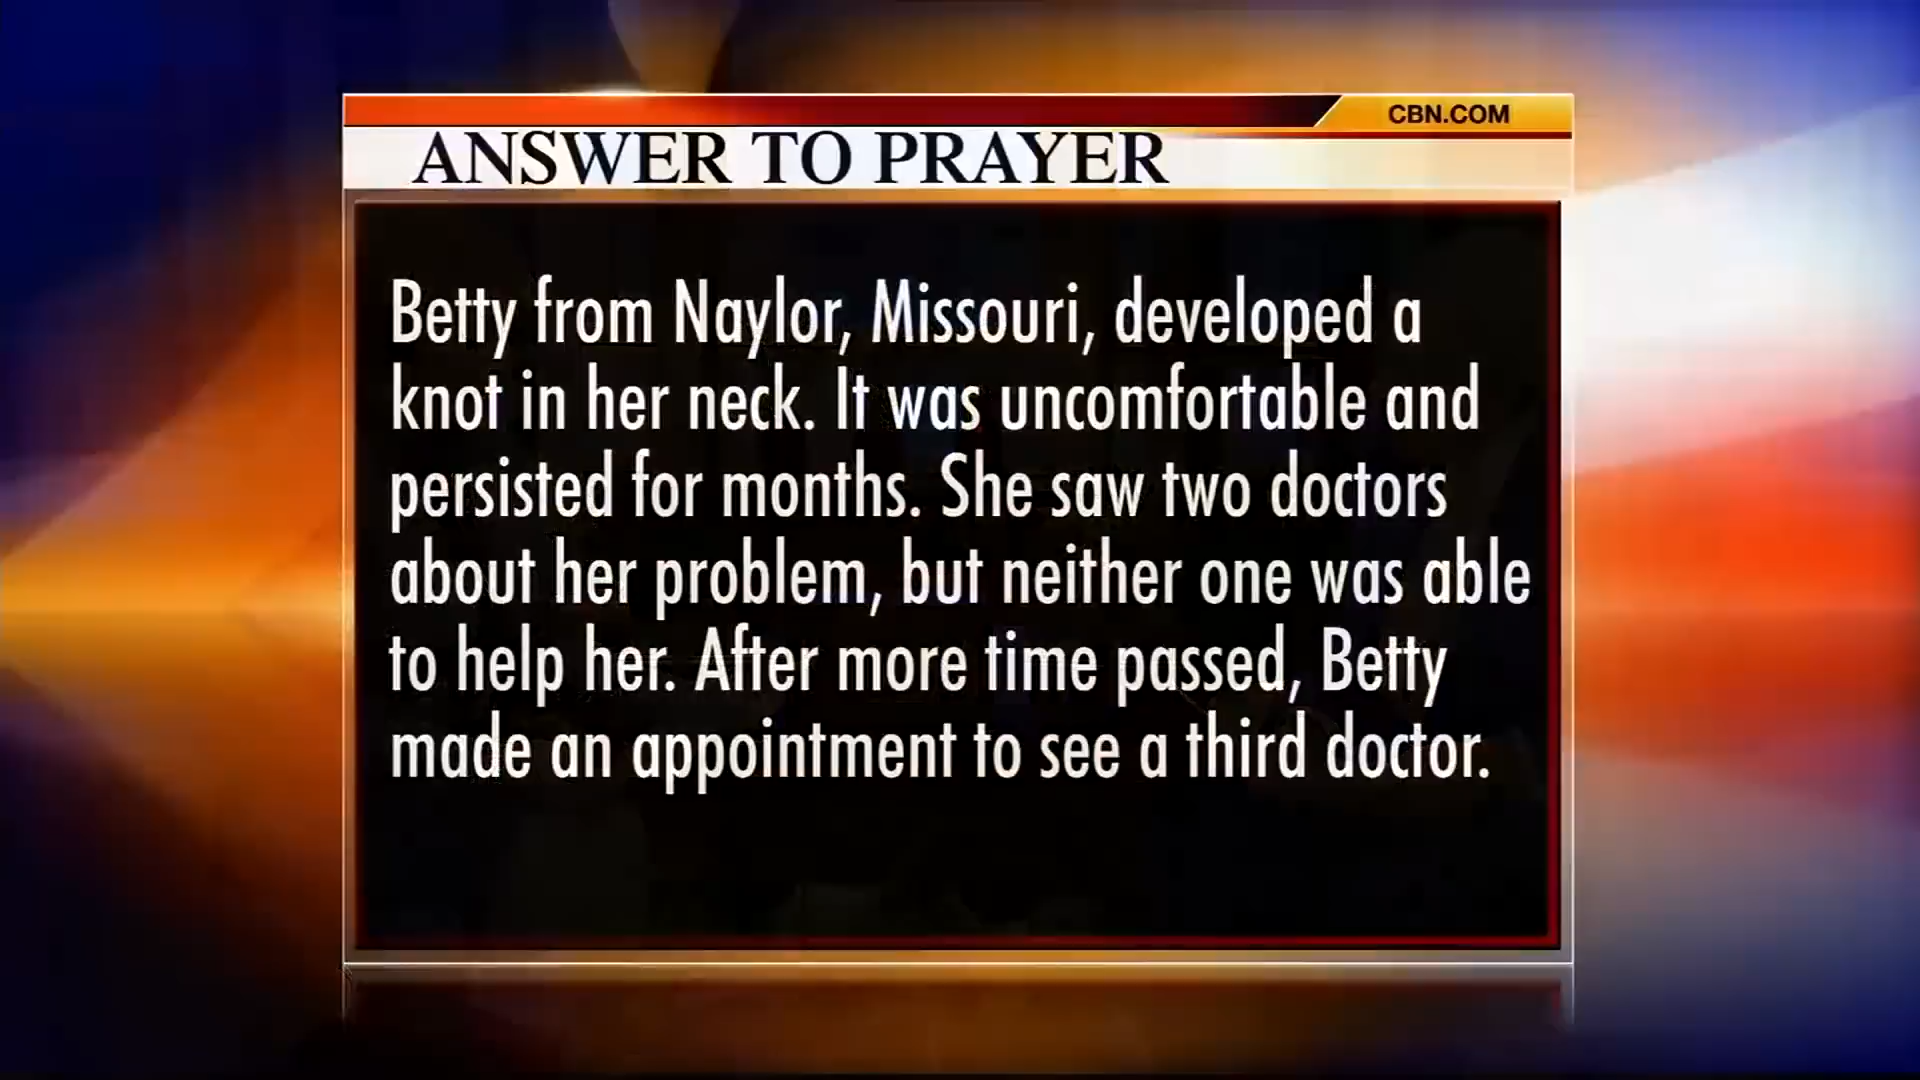 CBN.COM
ANSWER TO PRAYER
Betty from Naylor, Missouri, developed a
knot in her neck. It was uncomfortable and
persisted for months. She saw two doctors
about her problem, but neither one was able
to help her. After more time passed, Betty
made an appointment to see a third doctor.